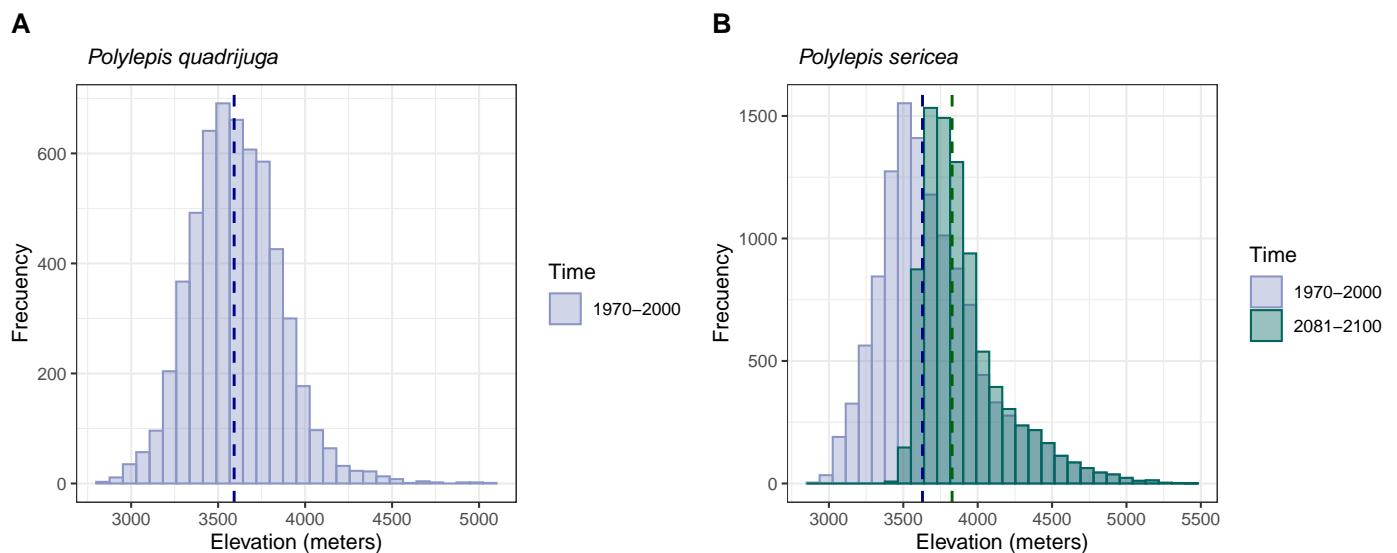 A
Polylepis quadrijuga
Frecuency
600
400
200
0
3000 3500 4000 4500 5000
Elevation (meters)
Time
1970−2000
B
Polylepis sericea
Frecuency
1500
1000
500
0
3000 3500 4000 4500 5000 5500
Elevation (meters)
Time
1970−2000
2081−2100